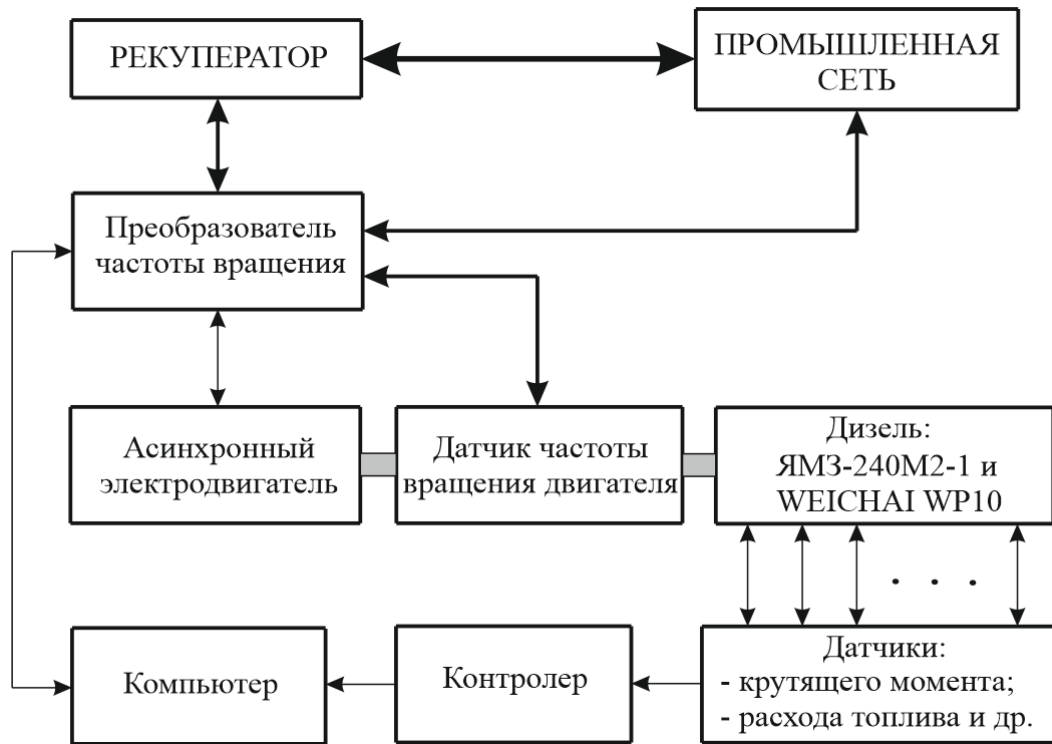 РЕКУПЕРАТОР
ПРОМЫШЛЕННАЯ
СЕТЬ
Преобразователь
частоты вращения
Асинхронный
электродвигатель
Датчик частоты
вращения двигателя
Дизель:
ЯМЗ-240М2-1 и
WEICHAI WP10
Компьютер
Контролер
Датчики:
- крутящего момента;
- расхода топлива и др.